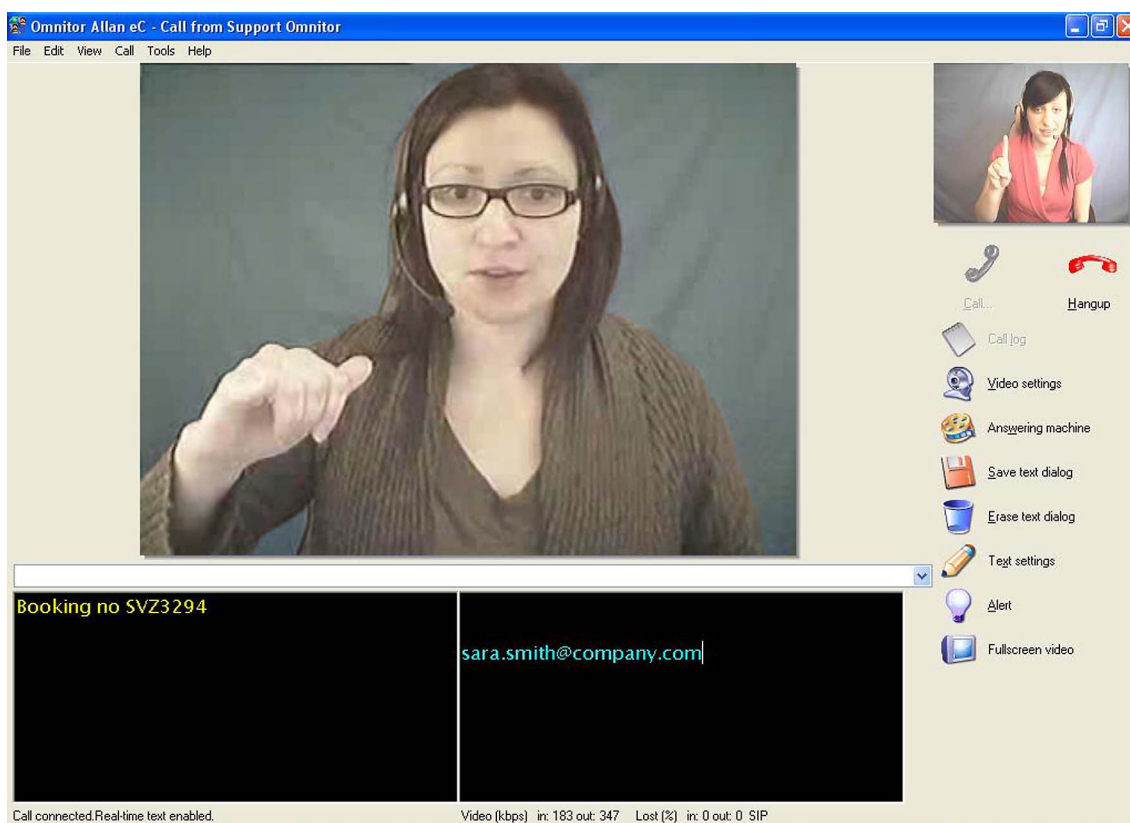 Omnitor Allan eC - Call from Support Omnitor
File Edit View Call Tools Help
Call...
Hangup
Call log
Video settings
Answering machine
Save text dialog
Erase text dialog
Text settings
Alert
Fullscreen video
Booking no SVZ3294
sara.smith@company.com
Call connected.Real-time text enabled.
Video (kbps) in: 183 out: 347 Lost (%) in: 0 out: 0 SIP